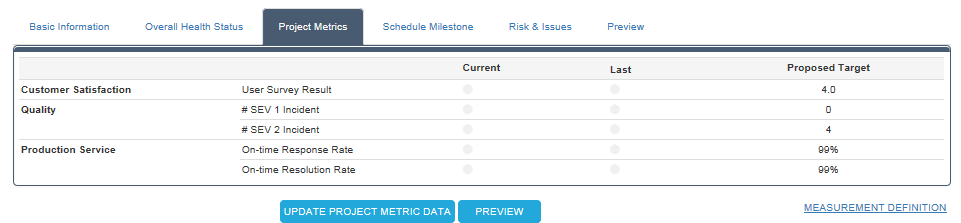 Basic Information Overall Health Status Project Metrics Schedule Milestone Risk & Issues Preview
Current Last Proposed Target
Customer Satisfaction User Survey Result 4.0
Quality # SEV 1 Incident 0
# SEV 2 Incident 4
Production Service On-time Response Rate 99%
On-time Resolution Rate 99%
UPDATE PROJECT METRIC DATA PREVIEW MEASUREMENT DEFINITION